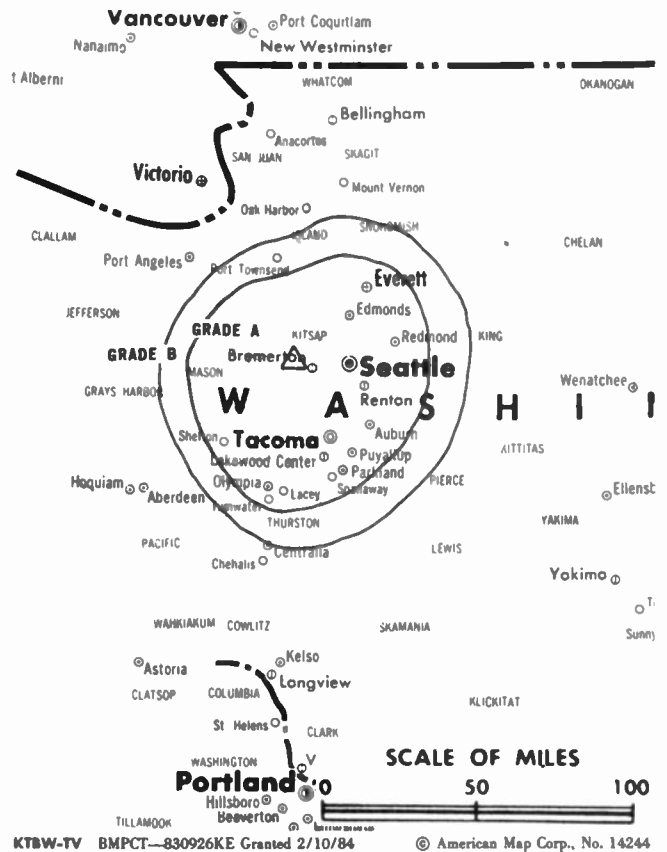 Vancouver
Port Coquitlam
Nanaimo
New Westminster
t Alberni
WHATCOM
OKANOGAN
Bellingham
Anacortes
SAN JUAN
SKAGIT
Victorio
Mount Vernon
Oak Harbor
ISLAND
SNOHOMISH
CLALLAM
CHELAN
Port Angeles
Port Townsend
Everett
JEFFERSON
Edmonds
GRADE A
KITSAP
Redmond
KING
GRADE B
Bremerto
Seattle
MASON
Wenatchee
GRAYS HARBOR
Renton
W A S H I I
Auburn
Shelton
Tacoma
KITTITAS
Lakewood Center
Puyallup
Parkland
Spanaway
PIERCE
Hoquiam
Aberdeen
Olympia
Lacey
Ellensb
Tumwater
THURSTON
YAKIMA
PACIFIC
Centralia
LEWIS
Chehalis
Yakima
T
WAHKIAKUM
COWLITZ
SKAMANIA
Sunny
Astoria
Kelso
Longview
CLATSOP
COLUMBIA
KLICKITAT
St Helens
CLARK
WASHINGTON
V
SCALE OF MILES
Portland
0 50 100
Hillsboro
Beaverton
TILLAMOOK
KTBW-TV BMPCT—830926KE Granted 2/10/84 © American Map Corp., No. 14244